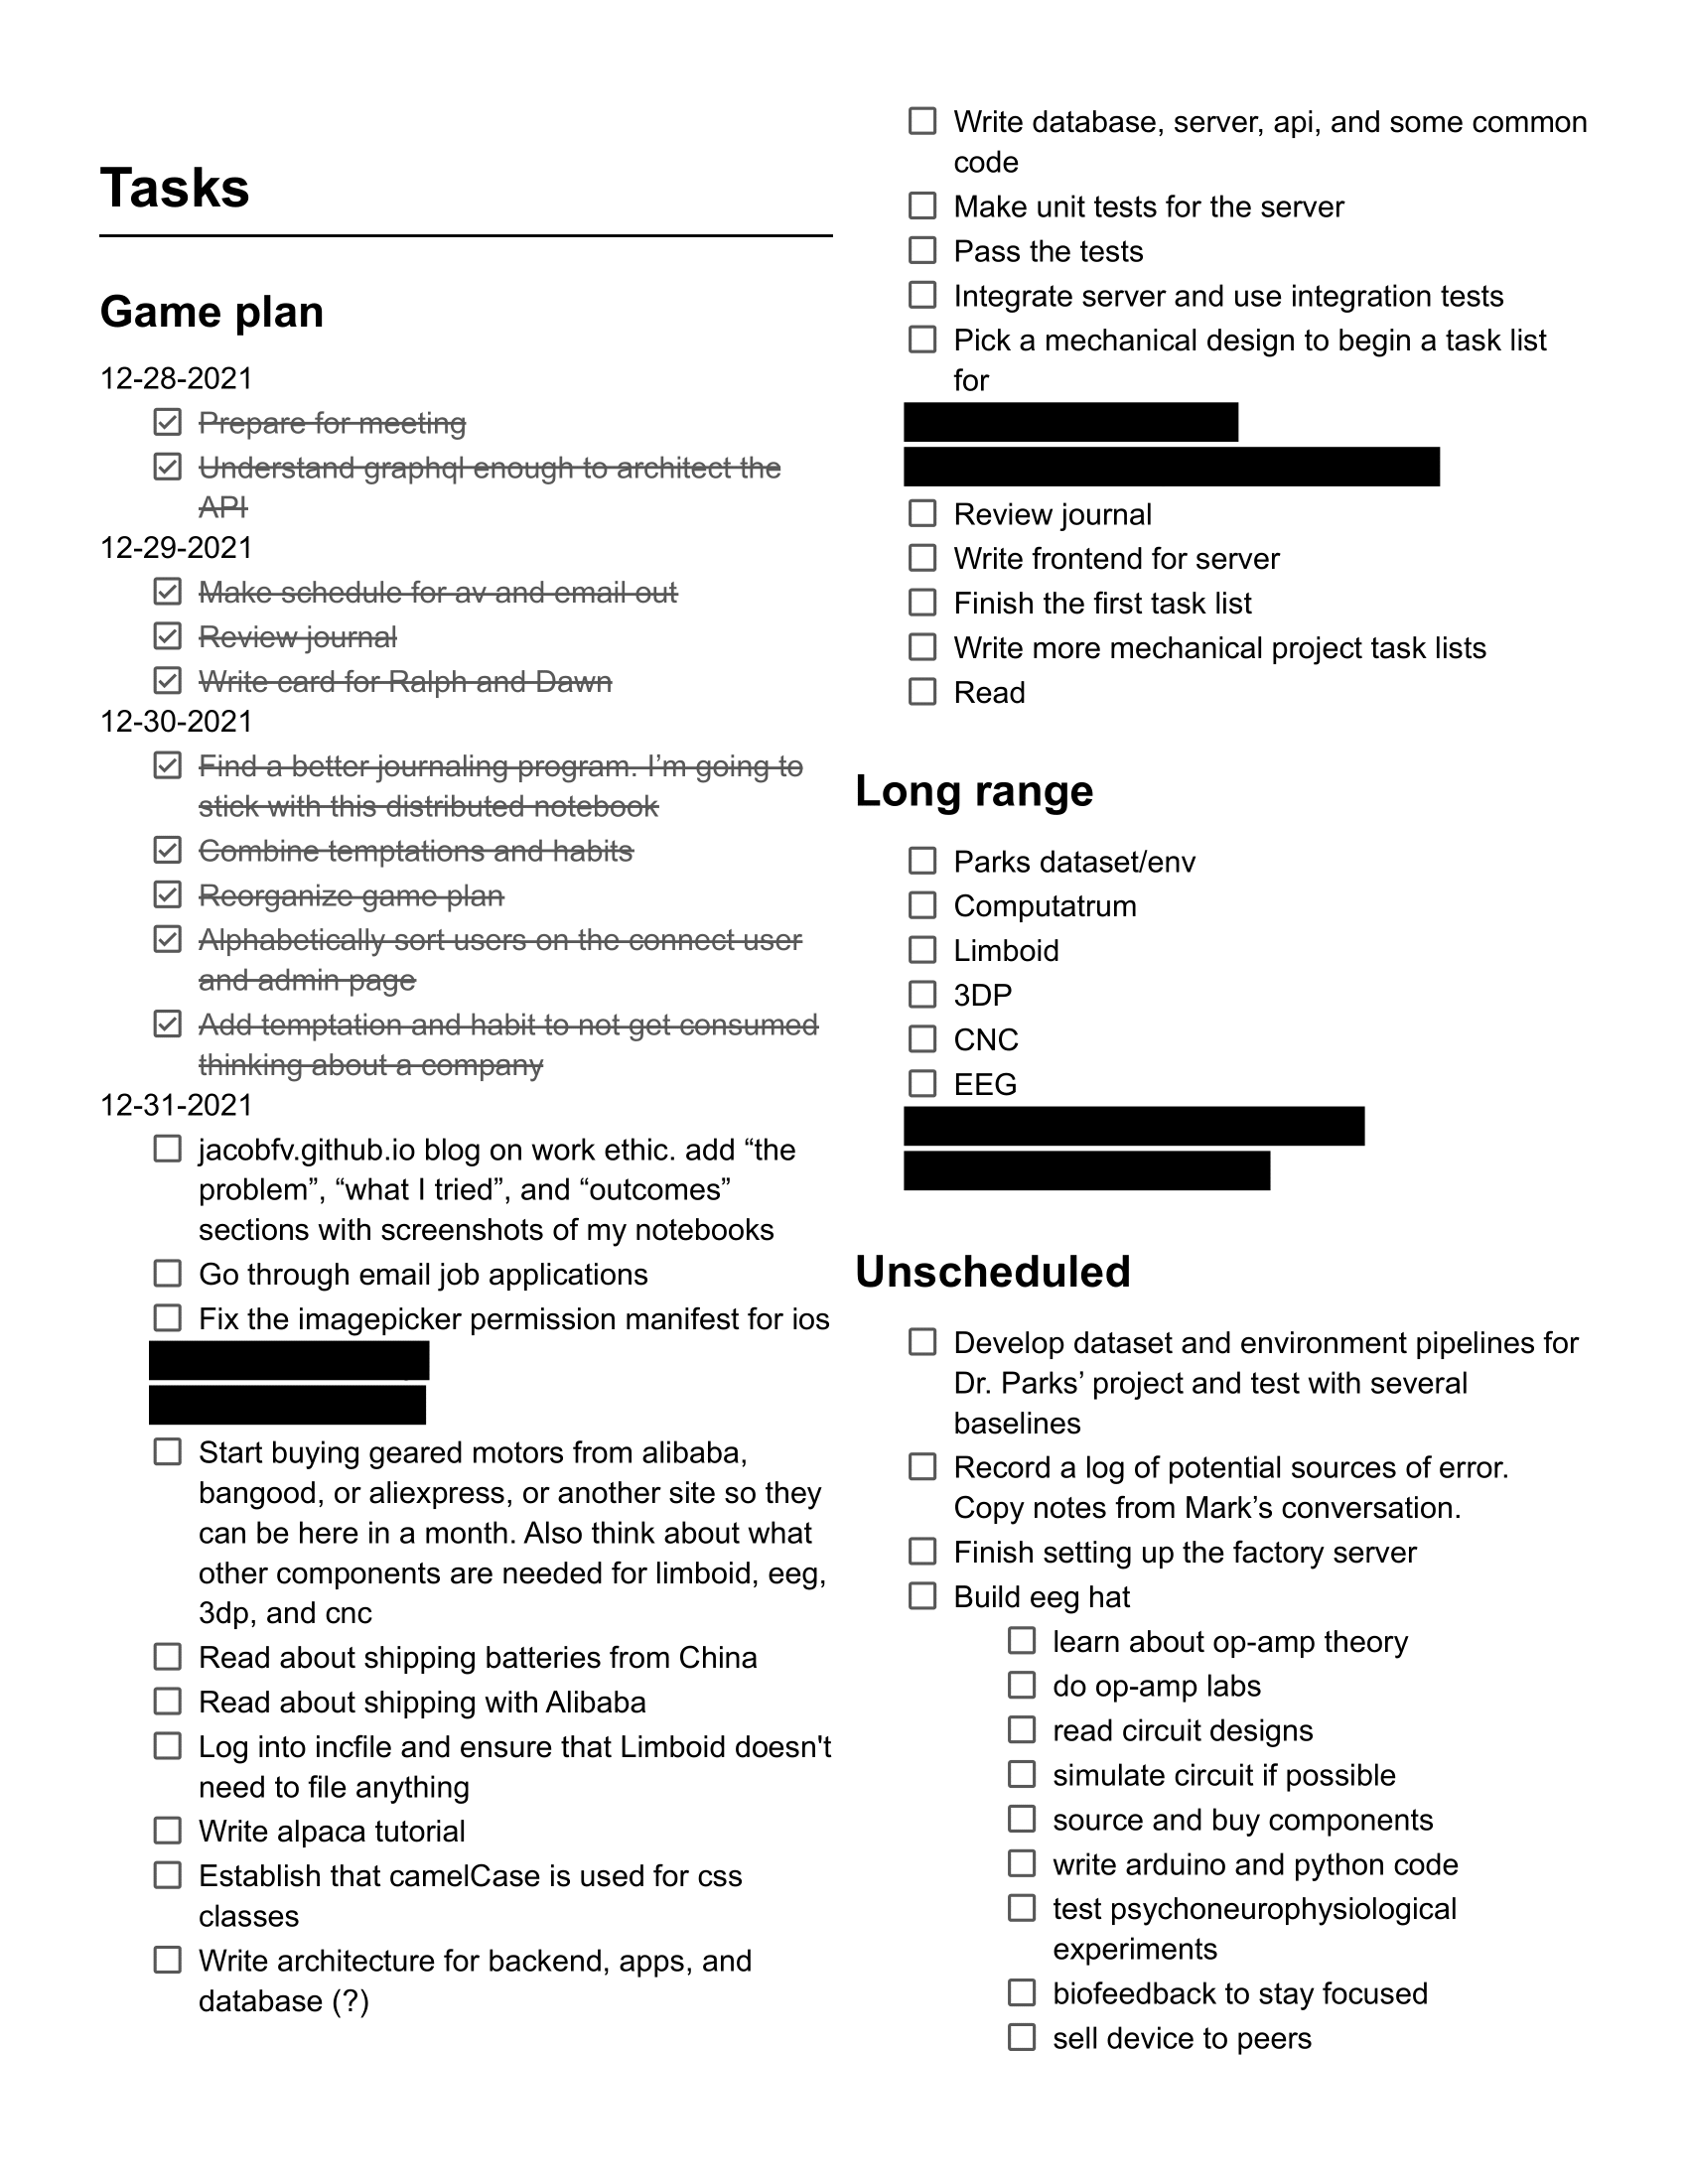 Tasks
Game plan
12-28-2021
Prepare for meeting
Understand graphql enough to architect the
API
12-29-2021
Make schedule for av and email out
Review journal
Write card for Ralph and Dawn
12-30-2021
Find a better journaling program. I’m going to
stick with this distributed notebook
Combine temptations and habits
Reorganize game plan
Alphabetically sort users on the connect user
and admin page
Add temptation and habit to not get consumed
thinking about a company
12-31-2021
jacobfv.github.io blog on work ethic. add “the
problem”, “what I tried”, and “outcomes”
sections with screenshots of my notebooks
Go through email job applications
Fix the imagepicker permission manifest for ios
Start buying geared motors from alibaba,
bangood, or aliexpress, or another site so they
can be here in a month. Also think about what
other components are needed for limboid, eeg,
3dp, and cnc
Read about shipping batteries from China
Read about shipping with Alibaba
Log into incfile and ensure that Limboid doesn't
need to file anything
Write alpaca tutorial
Establish that camelCase is used for css
classes
Write architecture for backend, apps, and
database (?)
Write database, server, api, and some common
code
Make unit tests for the server
Pass the tests
Integrate server and use integration tests
Pick a mechanical design to begin a task list
for
Review journal
Write frontend for server
Finish the first task list
Write more mechanical project task lists
Read
Long range
Parks dataset/env
Computatrum
Limboid
3DP
CNC
EEG
Unscheduled
Develop dataset and environment pipelines for
Dr. Parks’ project and test with several
baselines
Record a log of potential sources of error.
Copy notes from Mark’s conversation.
Finish setting up the factory server
Build eeg hat
learn about op-amp theory
do op-amp labs
read circuit designs
simulate circuit if possible
source and buy components
write arduino and python code
test psychoneurophysiological
experiments
biofeedback to stay focused
sell device to peers